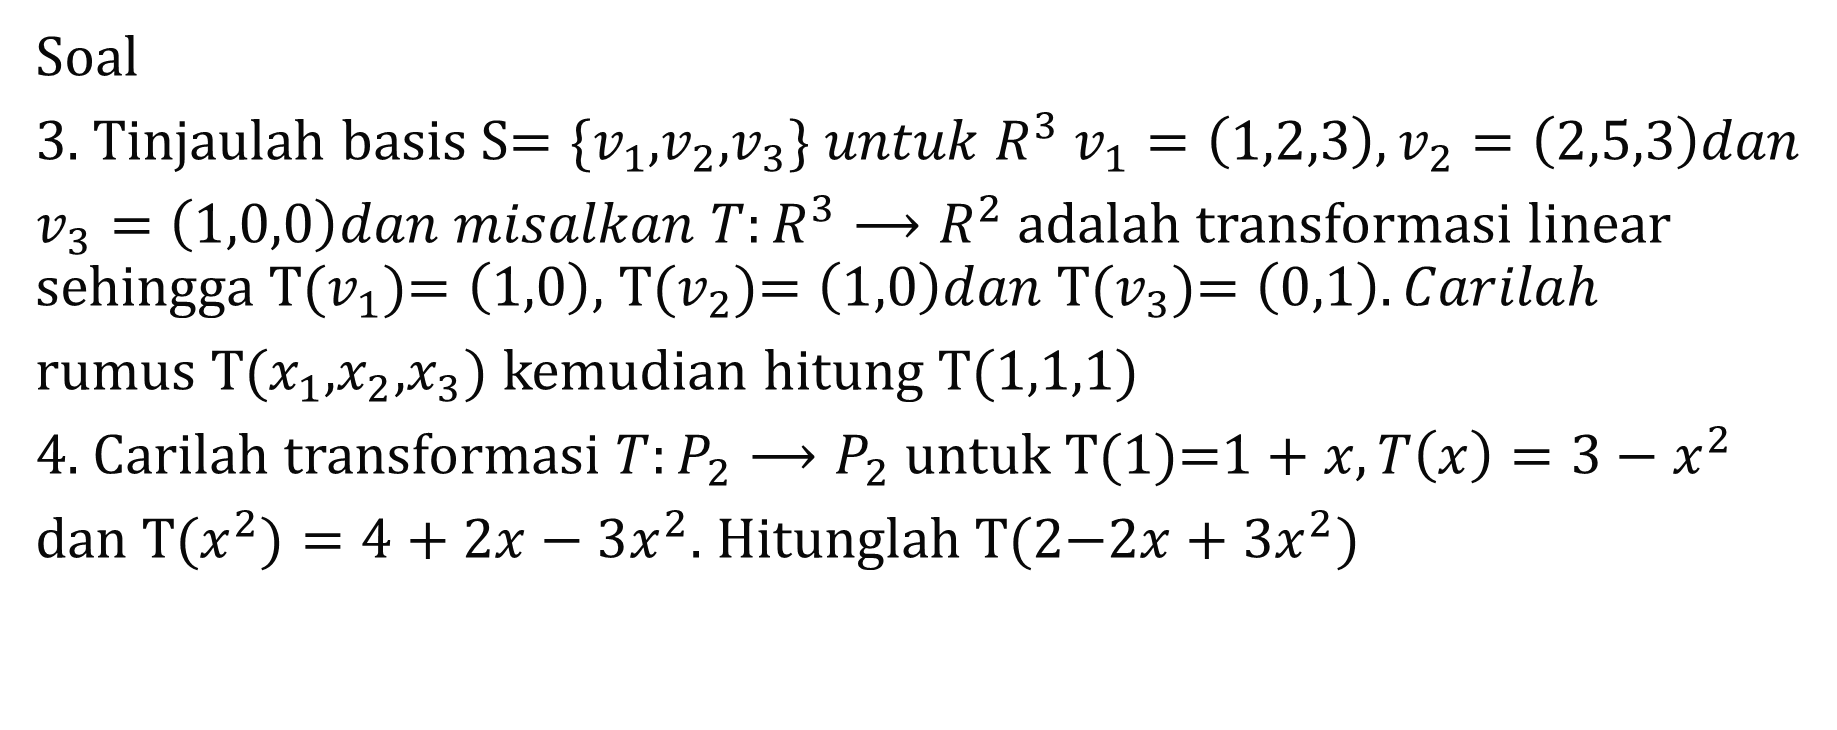 Soal
3. Tinjaulah basis S= {v₁,v₂,v₃} untuk R³ v₁ = (1,2,3), v₂ = (2,5,3)dan
v₃ = (1,0,0)dan misalkan T: R³ ⟶ R² adalah transformasi linear
sehingga T(v₁)= (1,0), T(v₂)= (1,0)dan T(v₃)= (0,1). Carilah
rumus T(x₁,x₂,x₃) kemudian hitung T(1,1,1)
4. Carilah transformasi T: P₂ ⟶ P₂ untuk T(1)=1 + x, T(x) = 3 − x²
dan T(x²) = 4 + 2x − 3x². Hitunglah T(2−2x + 3x²)